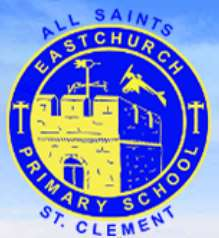 ALL SAINTS
EASTCHURCH
PRIMARY SCHOOL
ST. CLEMENT